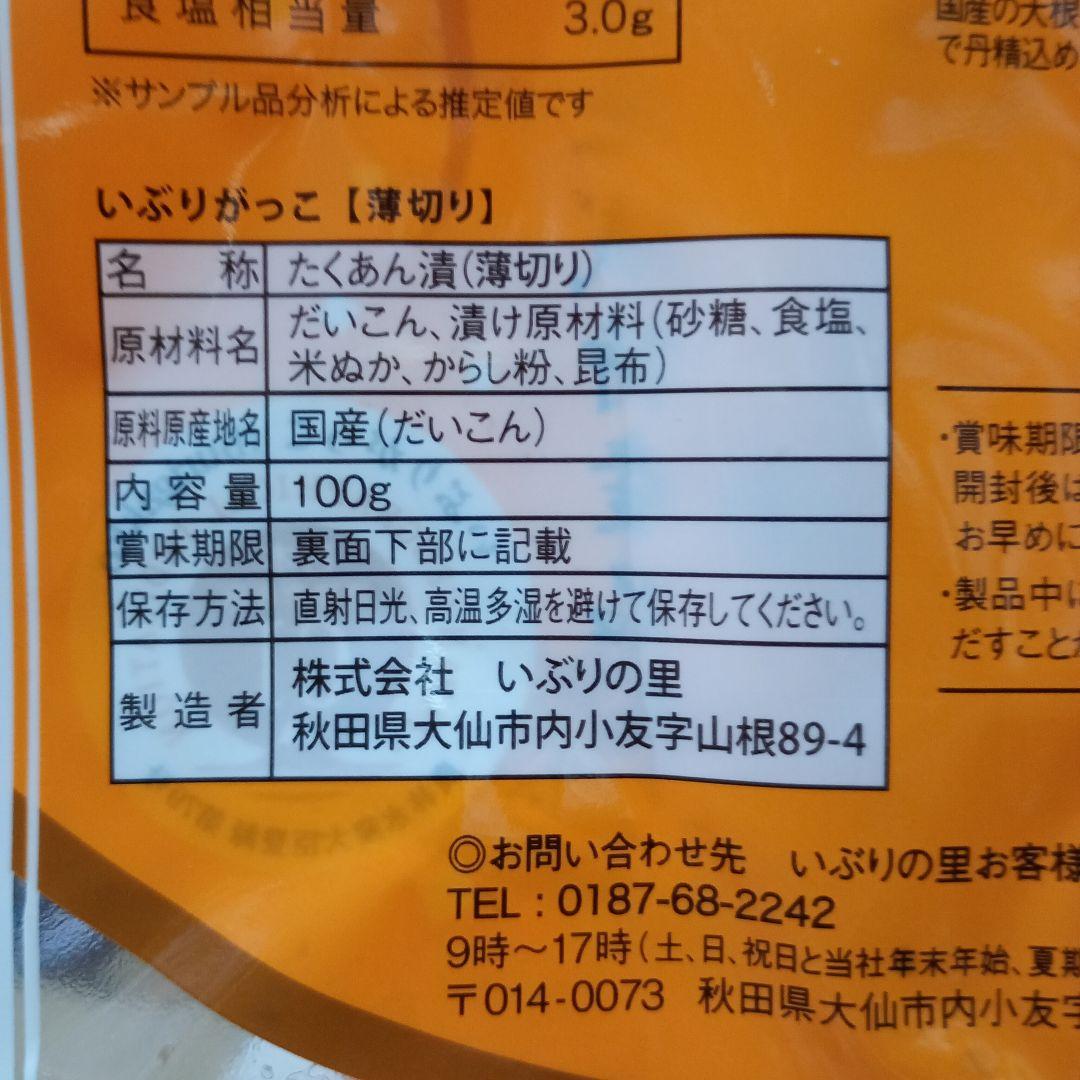 食塩相当量 3.0g
※サンプル品分析による推定値です
国産の大根
で丹精込め
いぶりがっこ【薄切り】
名称 たくあん漬(薄切り)
原材料名 だいこん、漬け原材料(砂糖、食塩、
米ぬか、からし粉、昆布)
原料原産地名 国産(だいこん)
内容量 100g
賞味期限 裏面下部に記載
保存方法 直射日光、高温多湿を避けて保存してください。
製造者 株式会社 いぶりの里
秋田県大仙市内小友字山根89-4
・賞味期限
開封後は
お早めに
・製品中に
だすことが
◎お問い合わせ先 いぶりの里お客様
TEL:0187-68-2242
9時～17時(土、日、祝日と当社年末年始、夏期
〒014-0073 秋田県大仙市内小友字